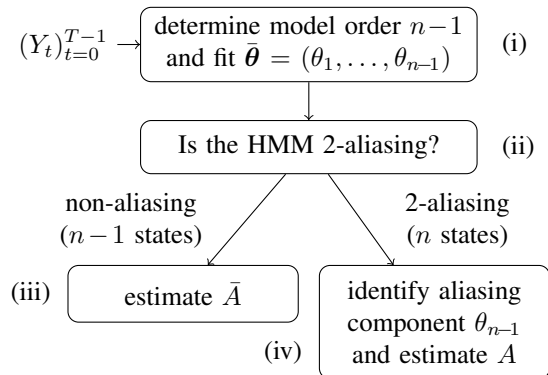 (Y_t)_{t=0}^{T−1}
determine model order n−1
and fit θ̄ = (θ_1, . . . , θ_{n−1})
(i)
Is the HMM 2-aliasing?
(ii)
non-aliasing
(n − 1 states)
2-aliasing
(n states)
(iii)
estimate Ā
identify aliasing
component θ_{n−1}
and estimate A
(iv)